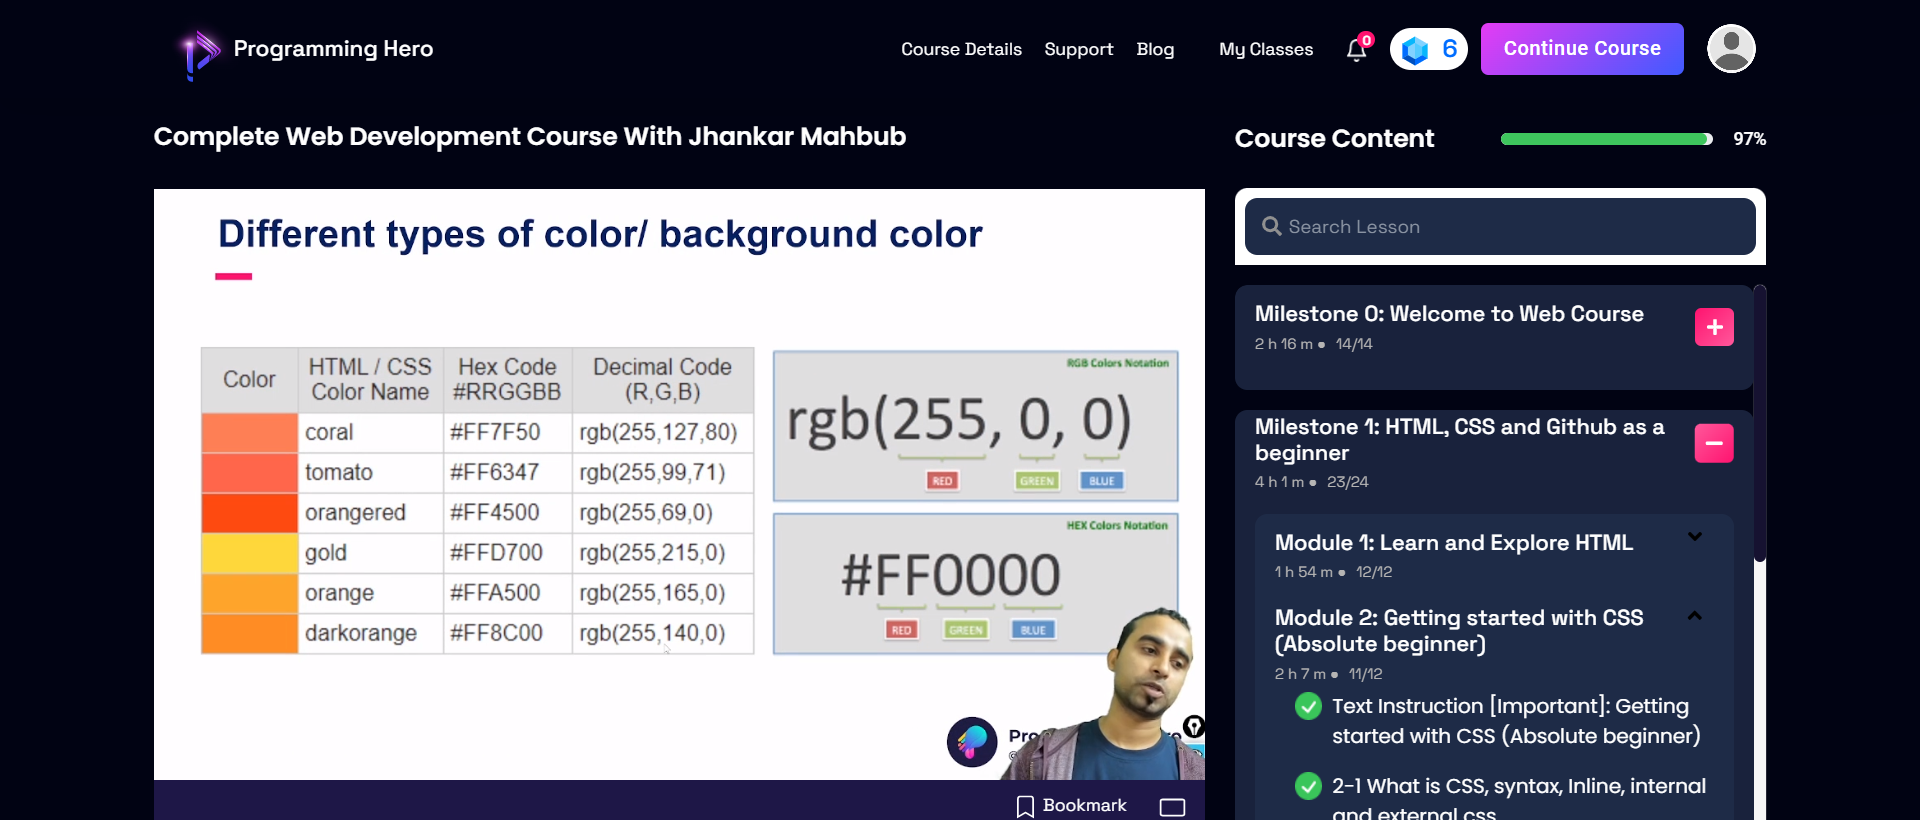 Programming Hero
Course Details
Support
Blog
My Classes
0
6
Continue Course
Complete Web Development Course With Jhankar Mahbub
Course Content
97%
Different types of color/ background color
Color
HTML / CSS
Color Name
Hex Code
#RRGGBB
Decimal Code
(R,G,B)
coral #FF7F50 rgb(255,127,80)
tomato #FF6347 rgb(255,99,71)
orangered #FF4500 rgb(255,69,0)
gold #FFD700 rgb(255,215,0)
orange #FFA500 rgb(255,165,0)
darkorange #FF8C00 rgb(255,140,0)
RGB Colors Notation
rgb(255, 0, 0)
RED GREEN BLUE
HEX Colors Notation
#FF0000
RED GREEN BLUE
Bookmark
Search Lesson
Milestone 0: Welcome to Web Course
2 h 16 m • 14/14
Milestone 1: HTML, CSS and Github as a
beginner
4 h 1 m • 23/24
Module 1: Learn and Explore HTML
1 h 54 m • 12/12
Module 2: Getting started with CSS
(Absolute beginner)
2 h 7 m • 11/12
Text Instruction [Important]: Getting
started with CSS (Absolute beginner)
2-1 What is CSS, syntax, Inline, internal
and external css